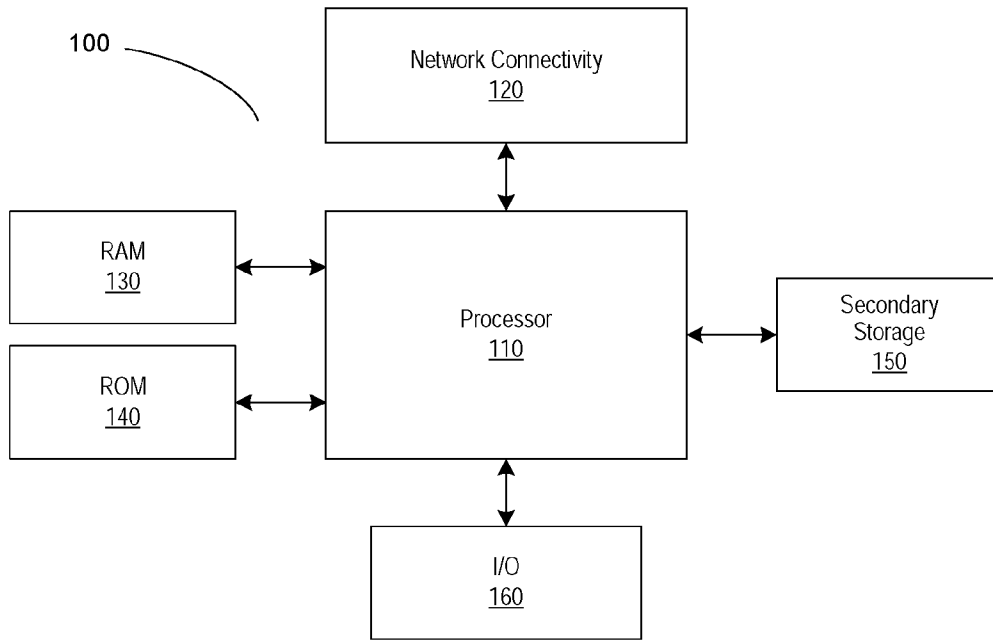 100
Network Connectivity
120
RAM
130
Processor
110
Secondary
Storage
150
ROM
140
I/O
160